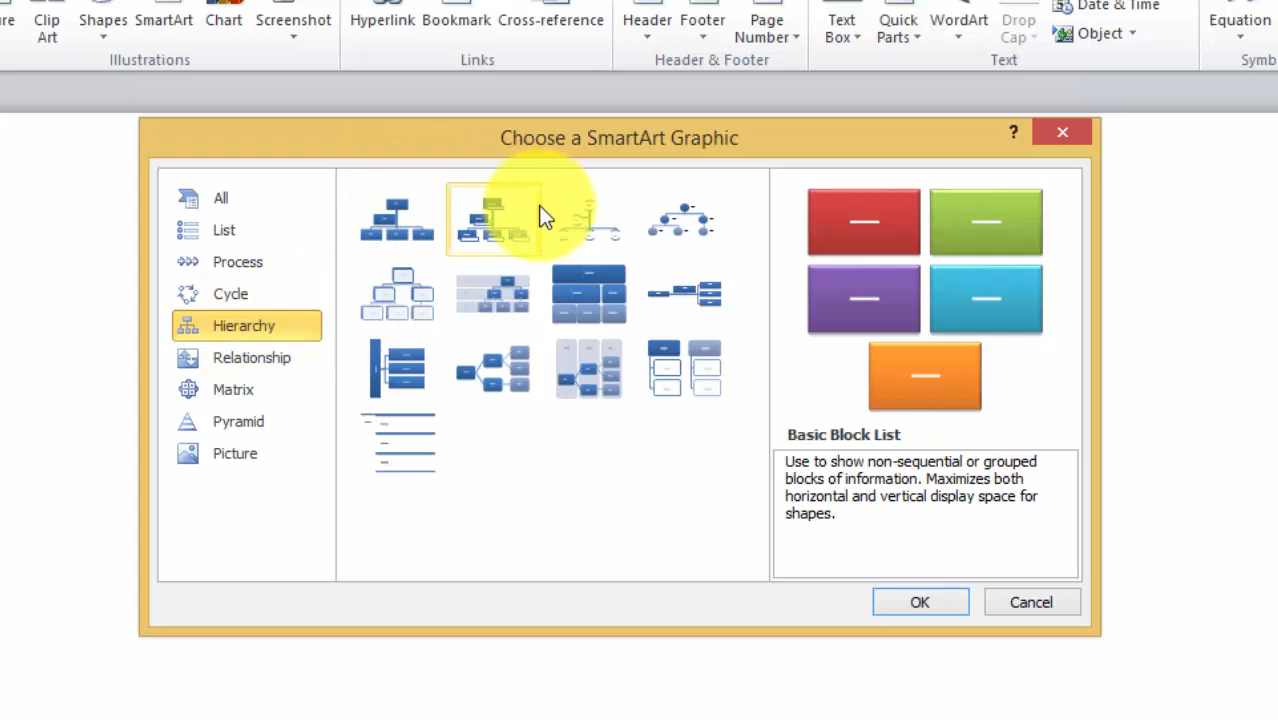 re
Clip
Art
Shapes
SmartArt
Chart
Screenshot
Hyperlink
Bookmark
Cross-reference
Header
Footer
Page
Number
Text
Box
Quick
Parts
WordArt
Drop
Cap
Date & Time
Object
Equation
Illustrations
Links
Header & Footer
Text
Symb
Choose a SmartArt Graphic
?
All
List
Process
Cycle
Hierarchy
Relationship
Matrix
Pyramid
Picture
Basic Block List
Use to show non-sequential or grouped
blocks of information. Maximizes both
horizontal and vertical display space for
shapes.
OK
Cancel